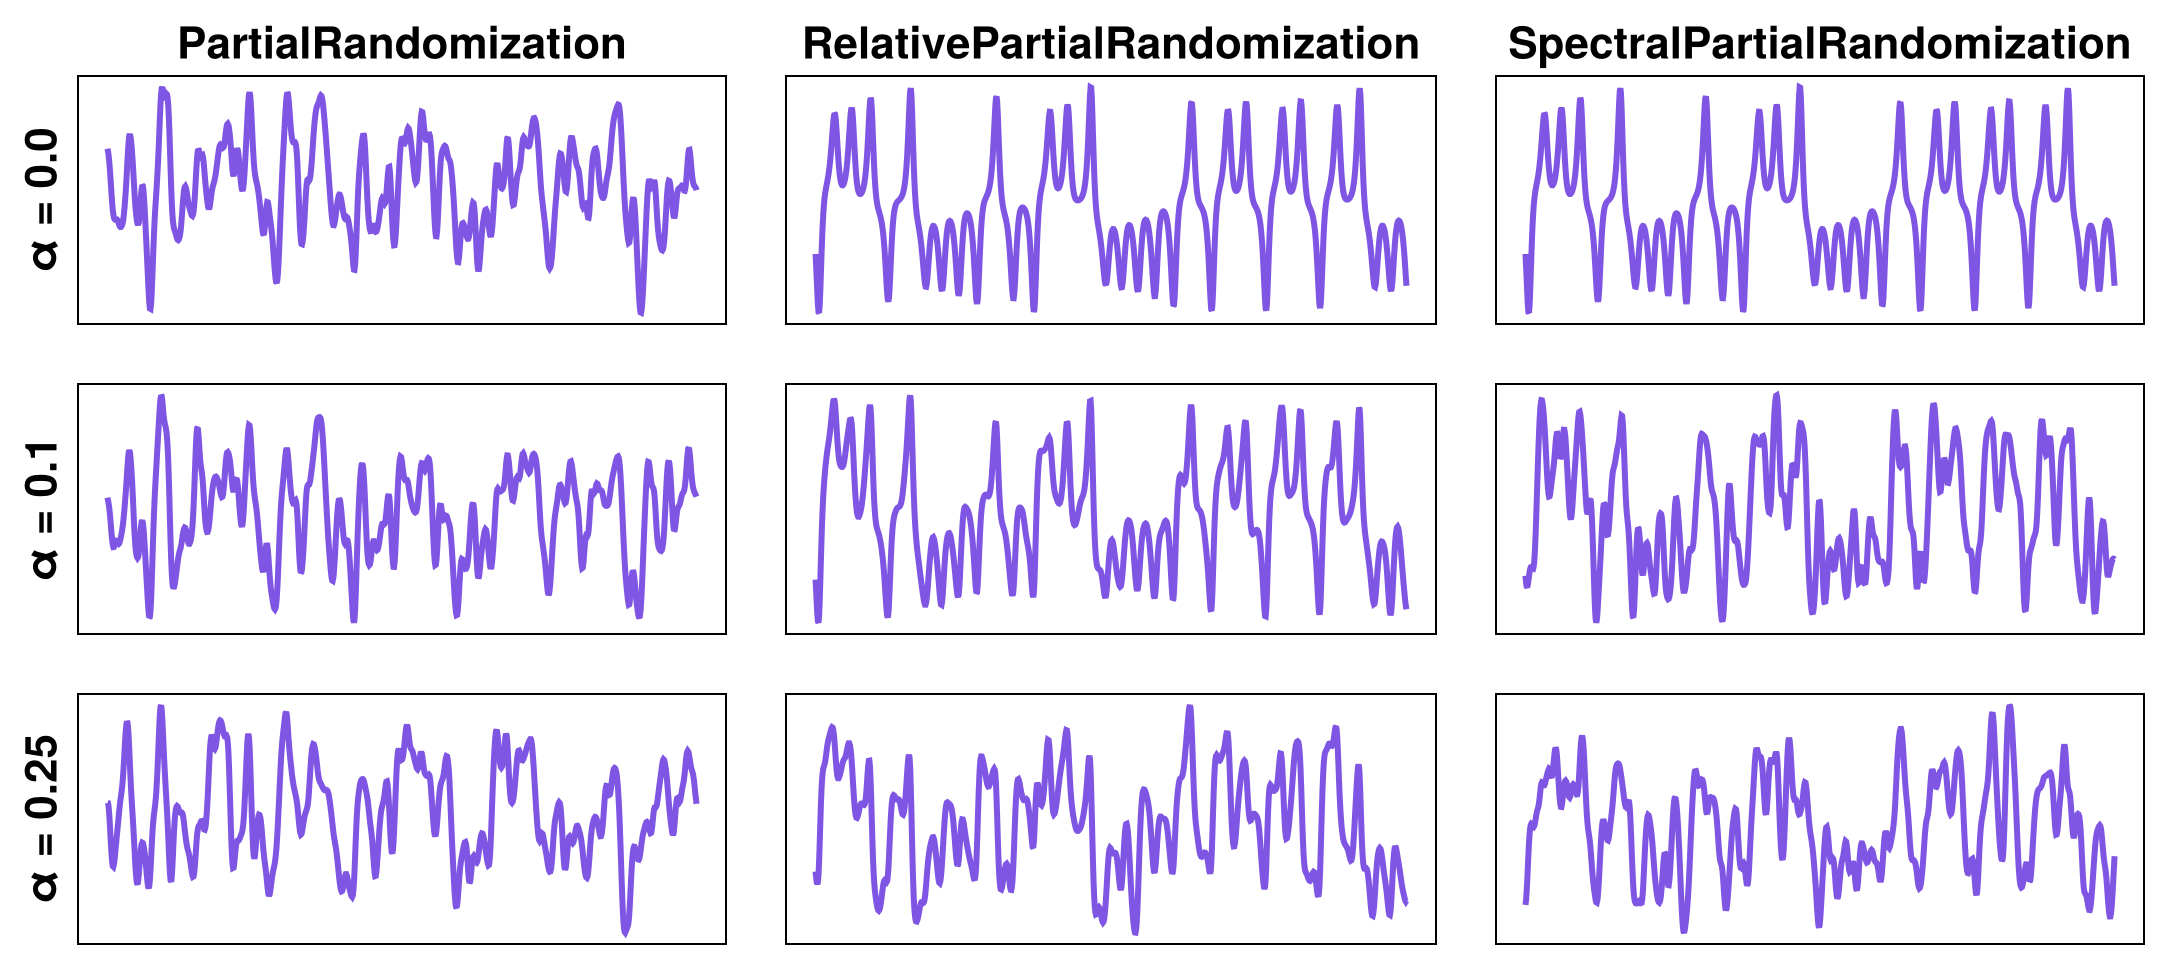 PartialRandomization
RelativePartialRandomization
SpectralPartialRandomization
α = 0.0
α = 0.1
α = 0.25